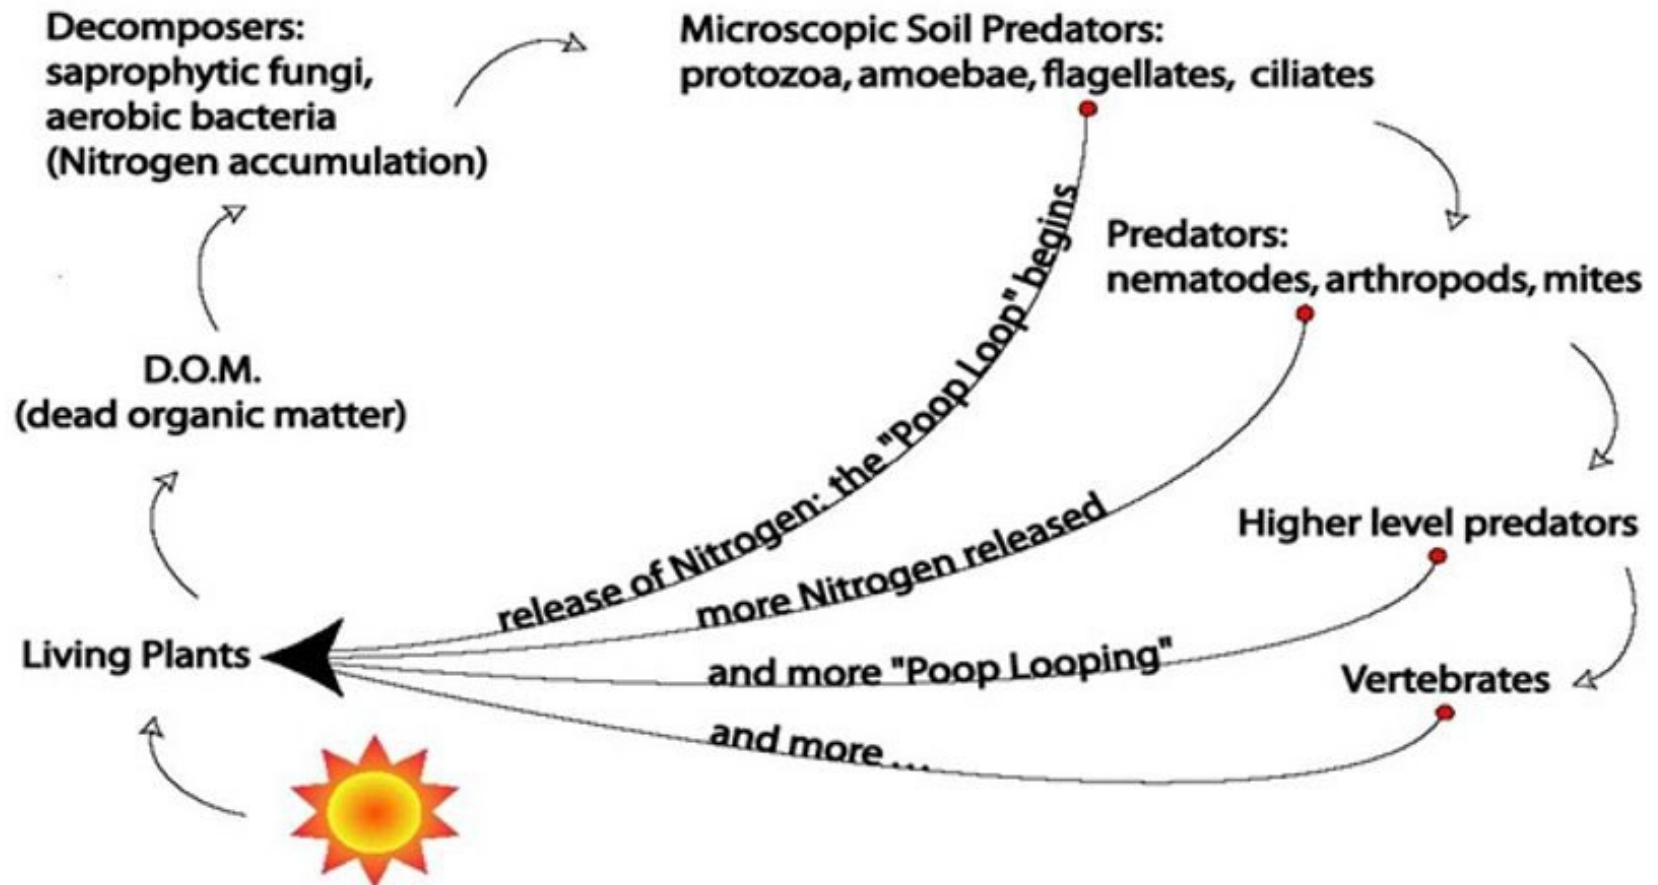 Decomposers:
saprophytic fungi,
aerobic bacteria
(Nitrogen accumulation)
Microscopic Soil Predators:
protozoa, amoebae, flagellates, ciliates
Predators:
nematodes, arthropods, mites
D.O.M.
(dead organic matter)
release of Nitrogen: the "Poop Loop" begins
more Nitrogen released
Higher level predators
Living Plants
and more "Poop Looping"
Vertebrates
and more ...